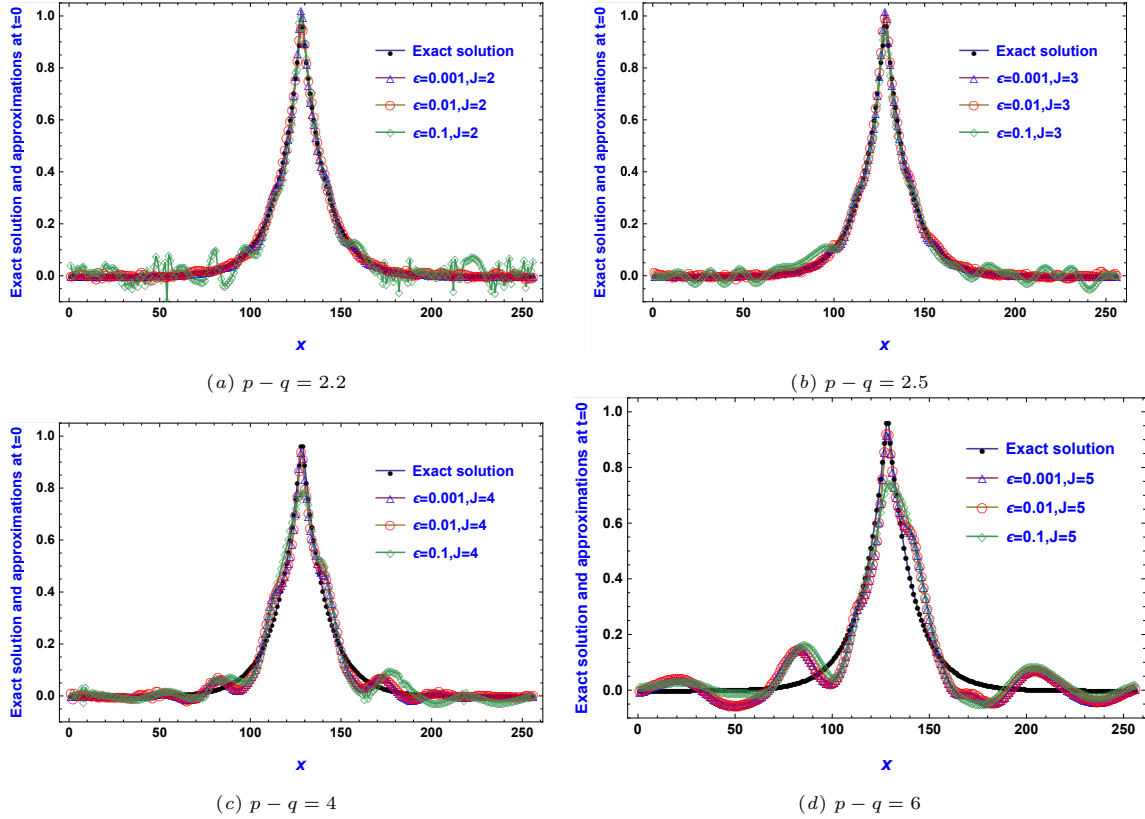 Exact solution and approximations at t=0
1.0
0.8
0.6
0.4
0.2
0.0
Exact solution
ϵ=0.001,J=2
ϵ=0.01,J=2
ϵ=0.1,J=2
0 50 100 150 200 250
x
(a) p − q = 2.2
Exact solution and approximations at t=0
1.0
0.8
0.6
0.4
0.2
0.0
Exact solution
ϵ=0.001,J=3
ϵ=0.01,J=3
ϵ=0.1,J=3
0 50 100 150 200 250
x
(b) p − q = 2.5
Exact solution and approximations at t=0
1.0
0.8
0.6
0.4
0.2
0.0
Exact solution
ϵ=0.001,J=4
ϵ=0.01,J=4
ϵ=0.1,J=4
0 50 100 150 200 250
x
(c) p − q = 4
Exact solution and approximations at t=0
1.0
0.8
0.6
0.4
0.2
0.0
Exact solution
ϵ=0.001,J=5
ϵ=0.01,J=5
ϵ=0.1,J=5
0 50 100 150 200 250
x
(d) p − q = 6